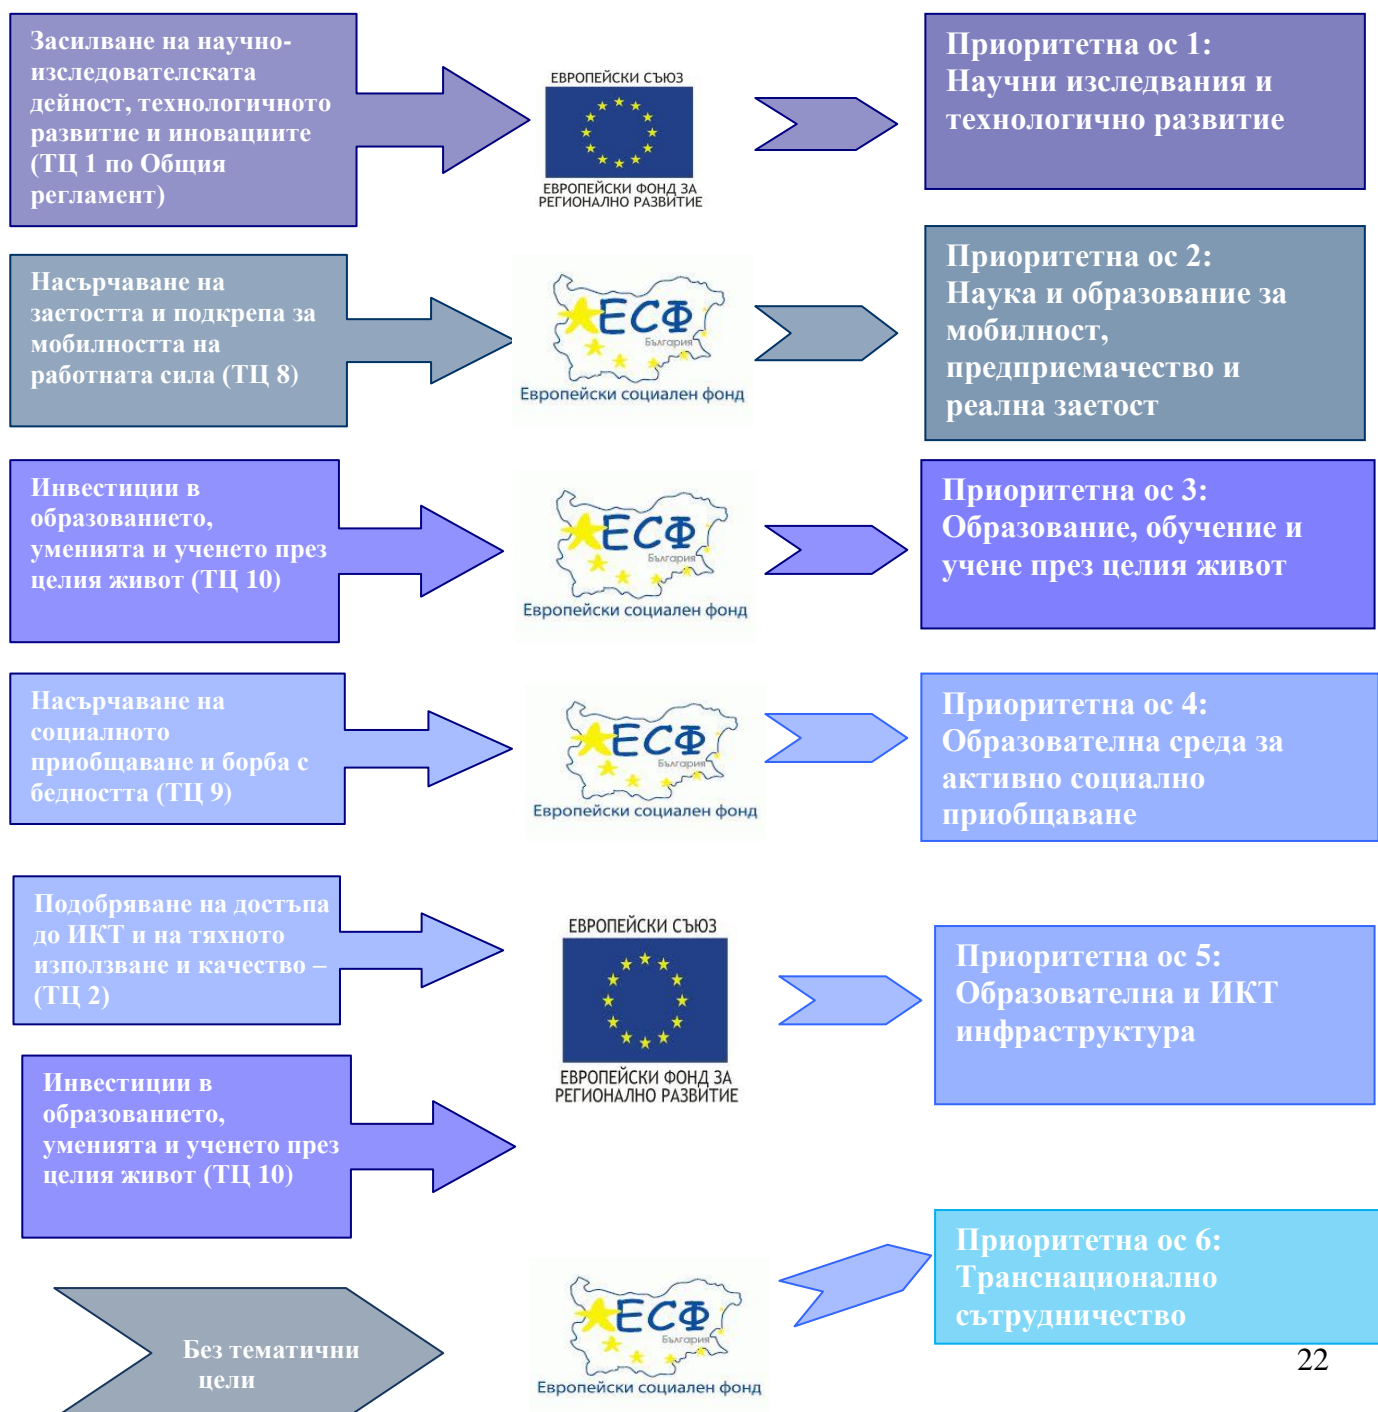 Засилване на научно-
изследователската
дейност, технологичното
развитие и иновациите
(ТЦ 1 по Общия
регламент)
ЕВРОПЕЙСКИ СЪЮЗ
ЕВРОПЕЙСКИ ФОНД ЗА
РЕГИОНАЛНО РАЗВИТИЕ
Приоритетна ос 1:
Научни изследвания и
технологично развитие
Насърчаване на
заетостта и подкрепа за
мобилността на
работната сила (ТЦ 8)
ЕСФ
България
Европейски социален фонд
Приоритетна ос 2:
Наука и образование за
мобилност,
предприемачество и
реална заетост
Инвестиции в
образованието,
уменията и ученето през
целия живот (ТЦ 10)
ЕСФ
България
Европейски социален фонд
Приоритетна ос 3:
Образование, обучение и
учене през целия живот
Насърчаване на
социалното
приобщаване и борба с
бедността (ТЦ 9)
ЕСФ
България
Европейски социален фонд
Приоритетна ос 4:
Образователна среда за
активно социално
приобщаване
Подобряване на достъпа
до ИКТ и на тяхното
използване и качество –
(ТЦ 2)
ЕВРОПЕЙСКИ СЪЮЗ
ЕВРОПЕЙСКИ ФОНД ЗА
РЕГИОНАЛНО РАЗВИТИЕ
Приоритетна ос 5:
Образователна и ИКТ
инфраструктура
Инвестиции в
образованието,
уменията и ученето през
целия живот (ТЦ 10)
Без тематични
цели
ЕСФ
България
Европейски социален фонд
Приоритетна ос 6:
Транснационално
сътрудничество
22